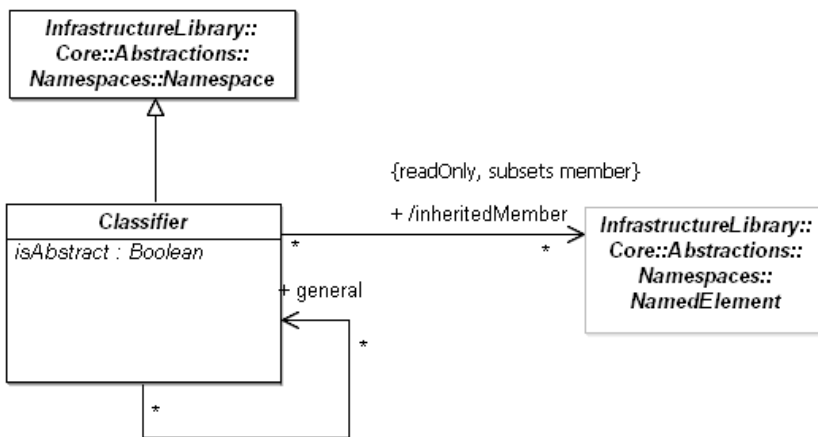 InfrastructureLibrary::
Core::Abstractions::
Namespaces::Namespace
{readOnly, subsets member}
+ /inheritedMember
Classifier
isAbstract : Boolean
*
*
InfrastructureLibrary::
Core::Abstractions::
Namespaces::
NamedElement
+ general
*
*